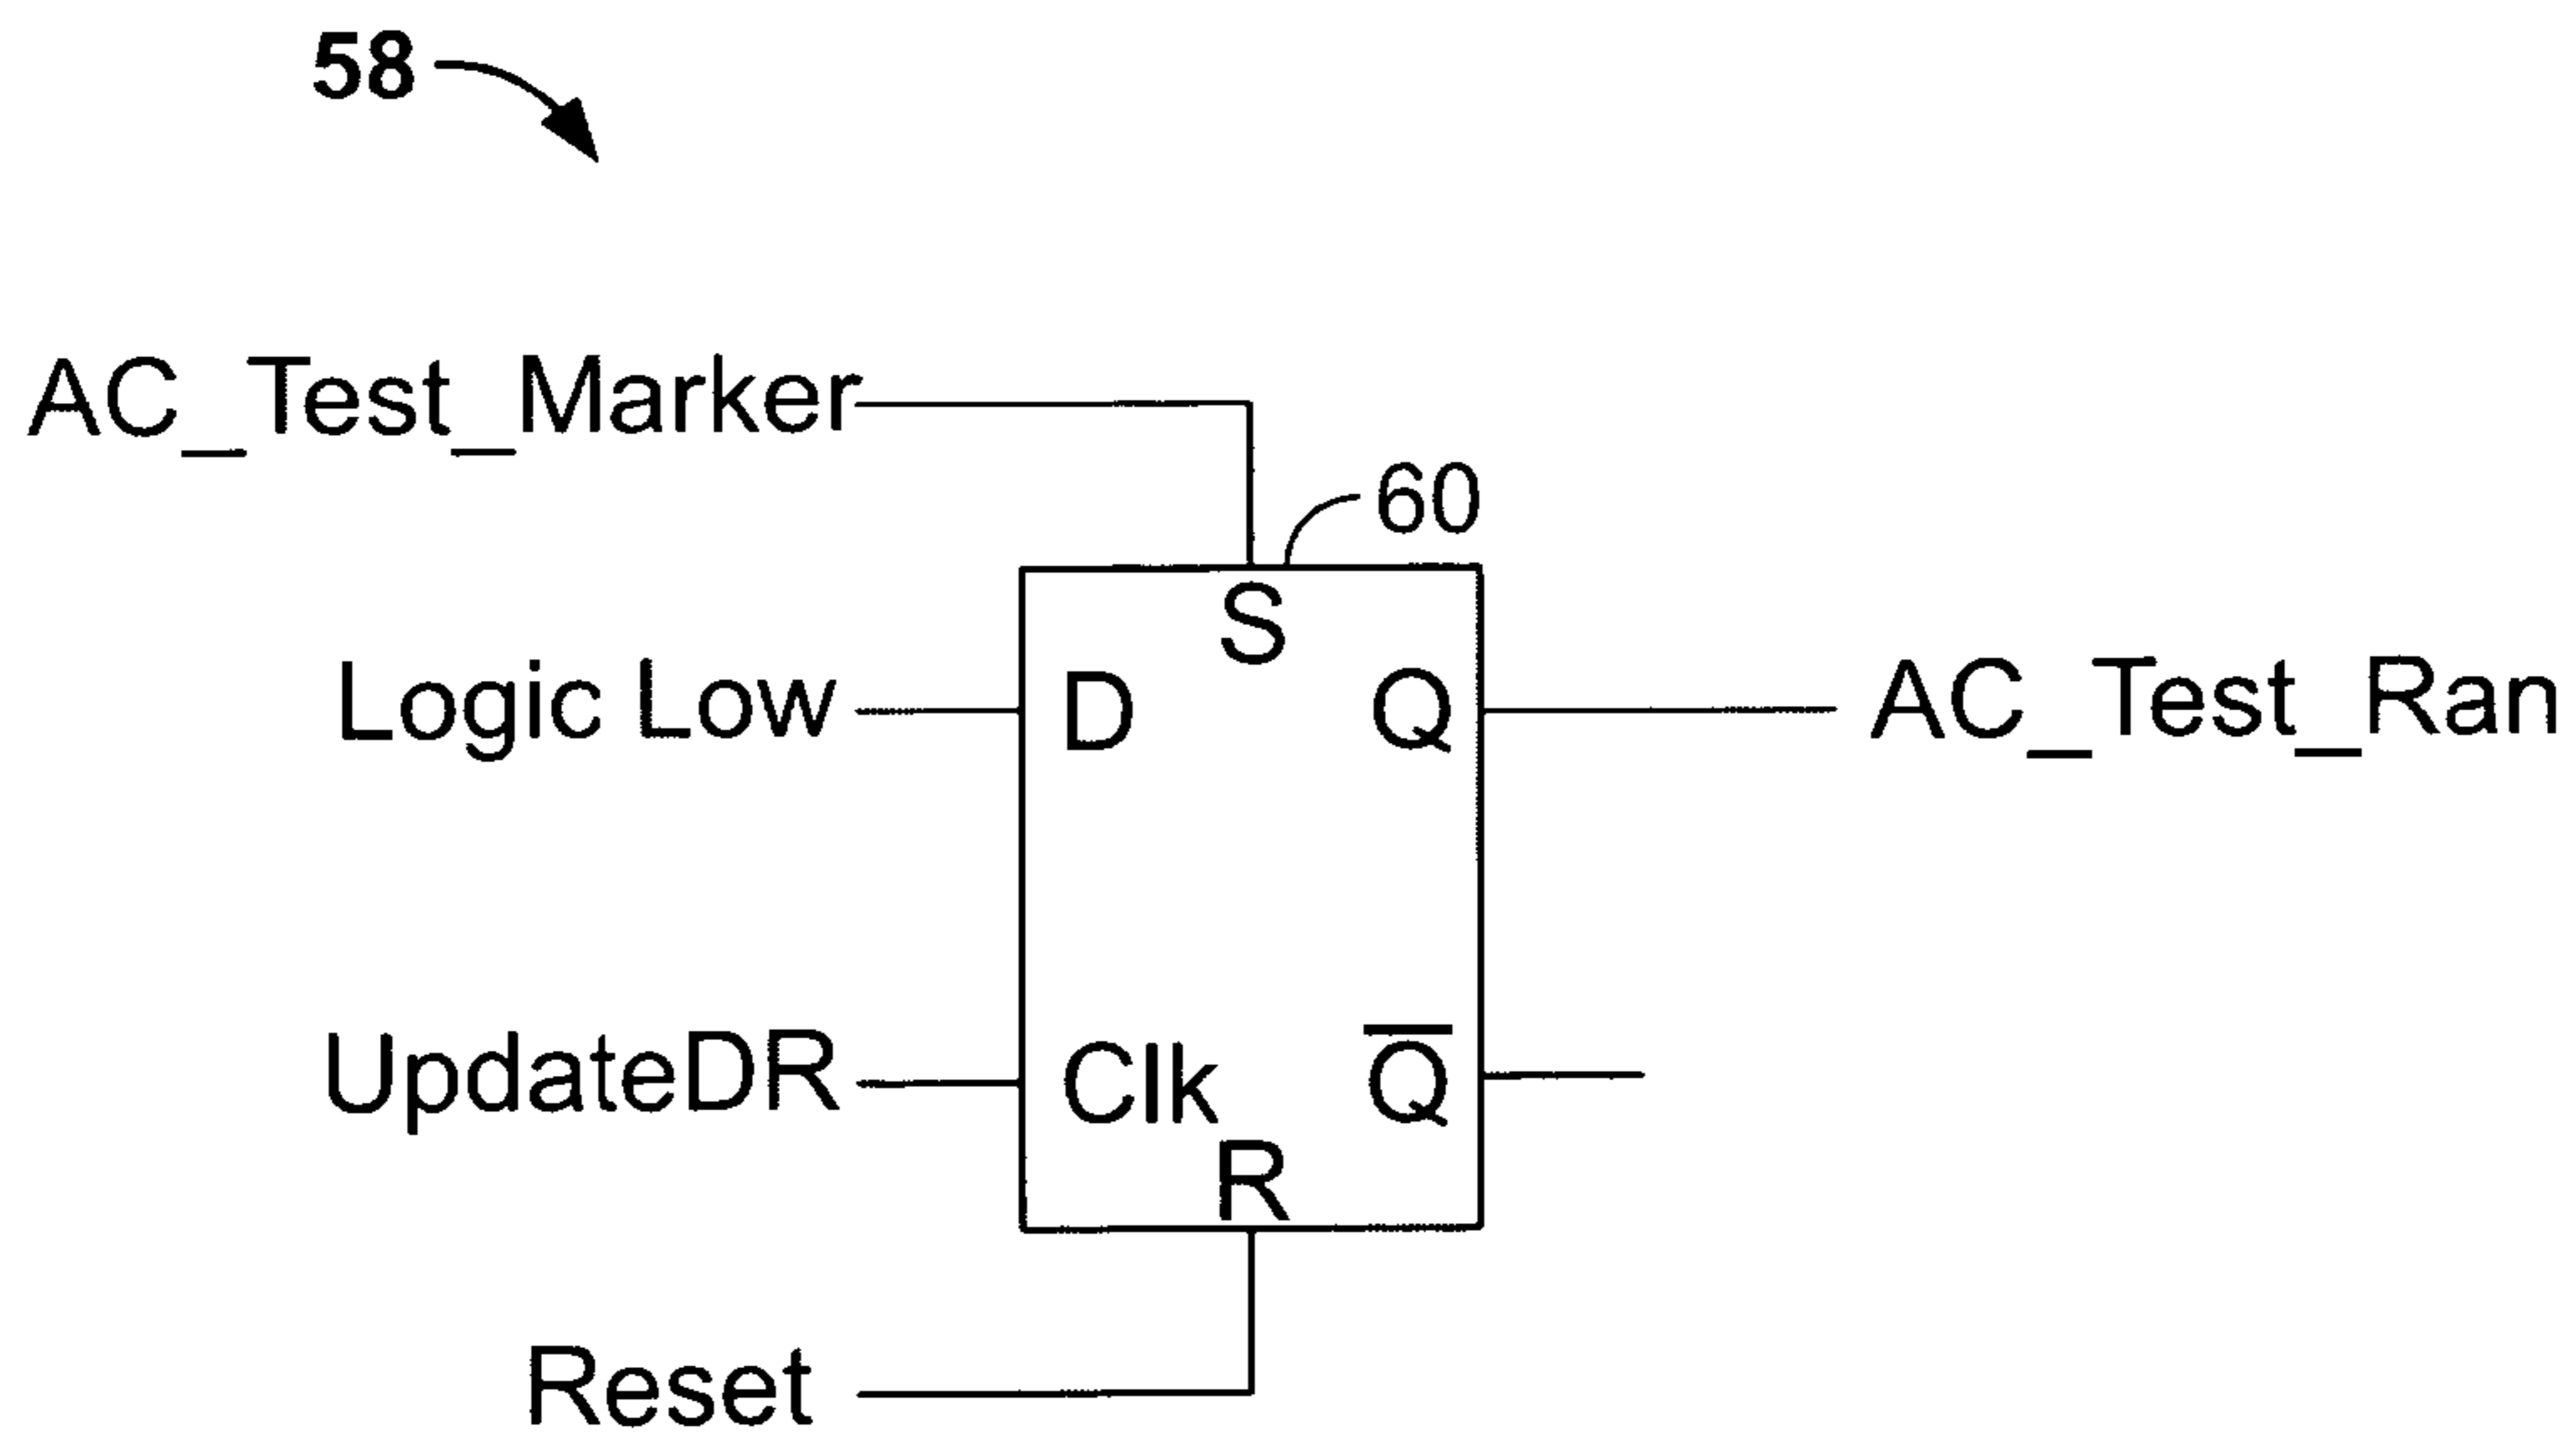 58
AC_Test_Marker
60
S
Logic Low
D
Q
AC_Test_Ran
UpdateDR
Clk
Q̅
R
Reset